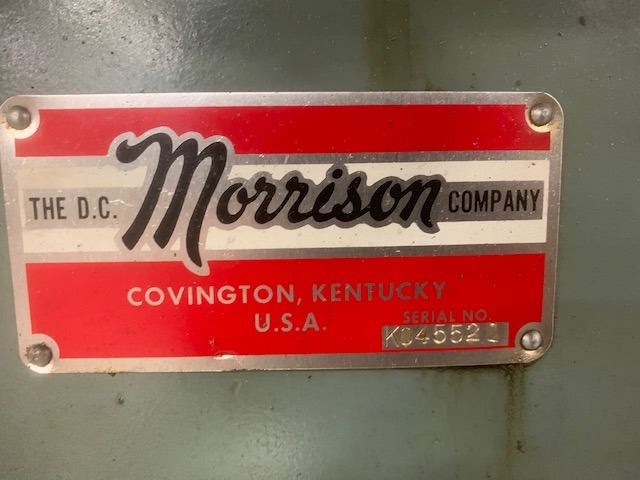 THE D.C. Morrison COMPANY
COVINGTON, KENTUCKY
U.S.A.
SERIAL NO.